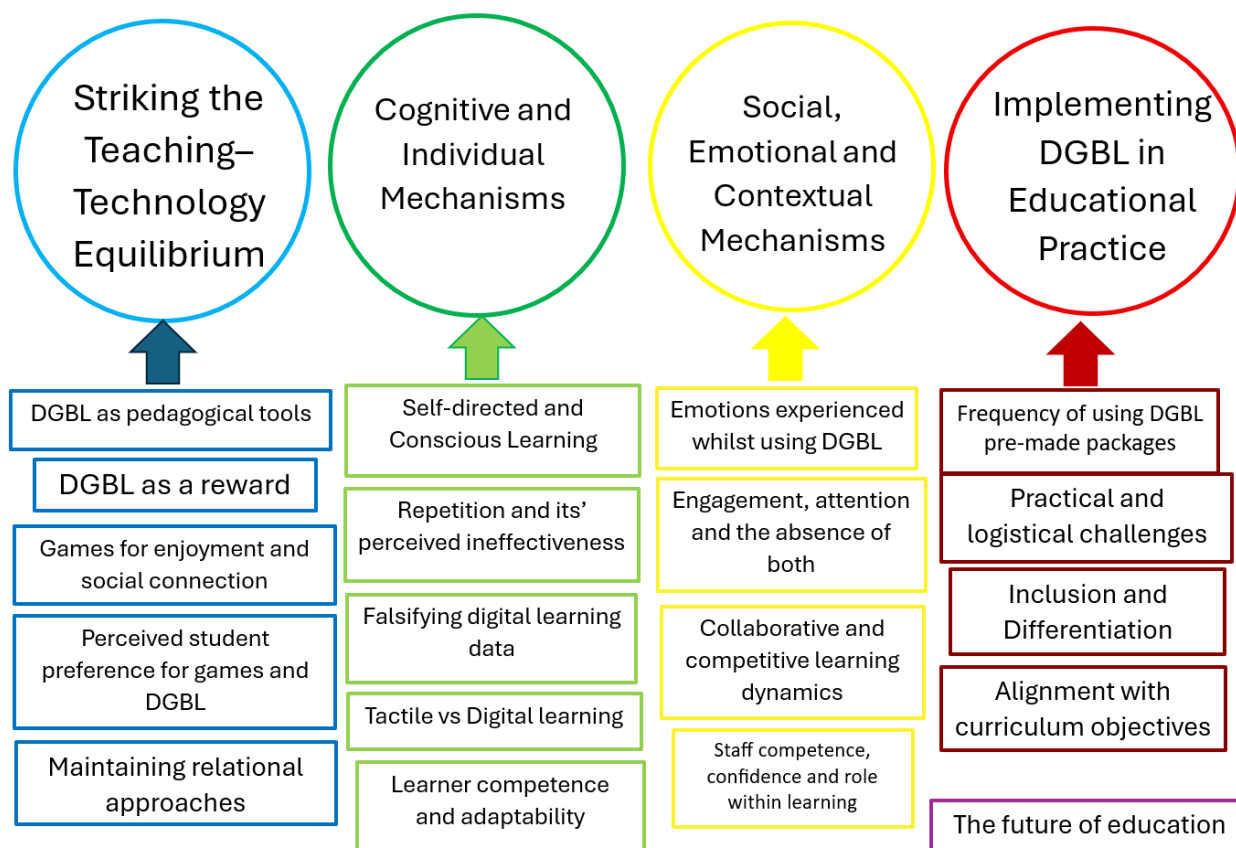 Striking the
Teaching–
Technology
Equilibrium
DGBL as pedagogical tools
DGBL as a reward
Games for enjoyment and
social connection
Perceived student
preference for games and
DGBL
Maintaining relational
approaches
Cognitive and
Individual
Mechanisms
Self-directed and
Conscious Learning
Repetition and its’
perceived ineffectiveness
Falsifying digital learning
data
Tactile vs Digital learning
Learner competence
and adaptability
Social,
Emotional and
Contextual
Mechanisms
Emotions experienced
whilst using DGBL
Engagement, attention
and the absence of
both
Collaborative and
competitive learning
dynamics
Staff competence,
confidence and role
within learning
Implementing
DGBL in
Educational
Practice
Frequency of using DGBL
pre-made packages
Practical and
logistical challenges
Inclusion and
Differentiation
Alignment with
curriculum objectives
The future of education